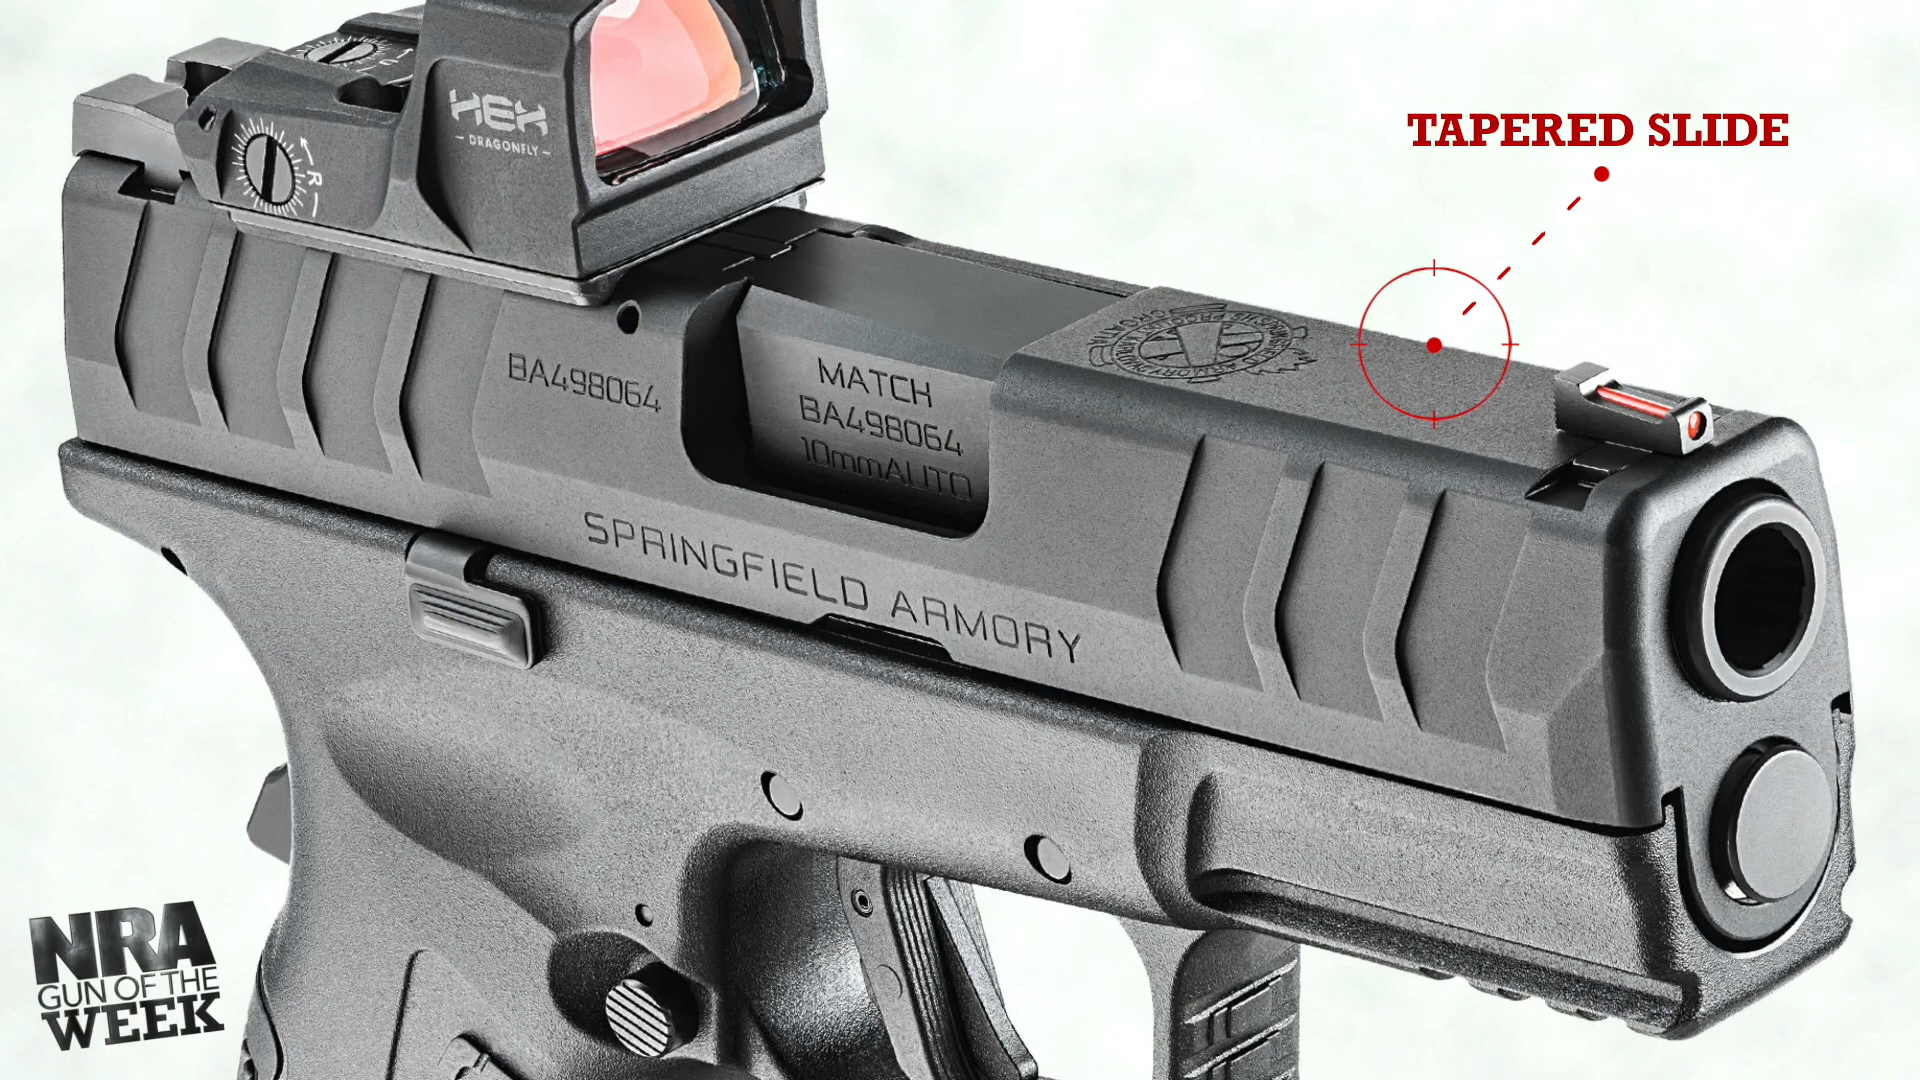 HEX
DRAGONFLY
R
TAPERED SLIDE
BA498064
MATCH
BA498064
10mmAUTO
SPRINGFIELD ARMORY
NRA
GUN OF THE
WEEK